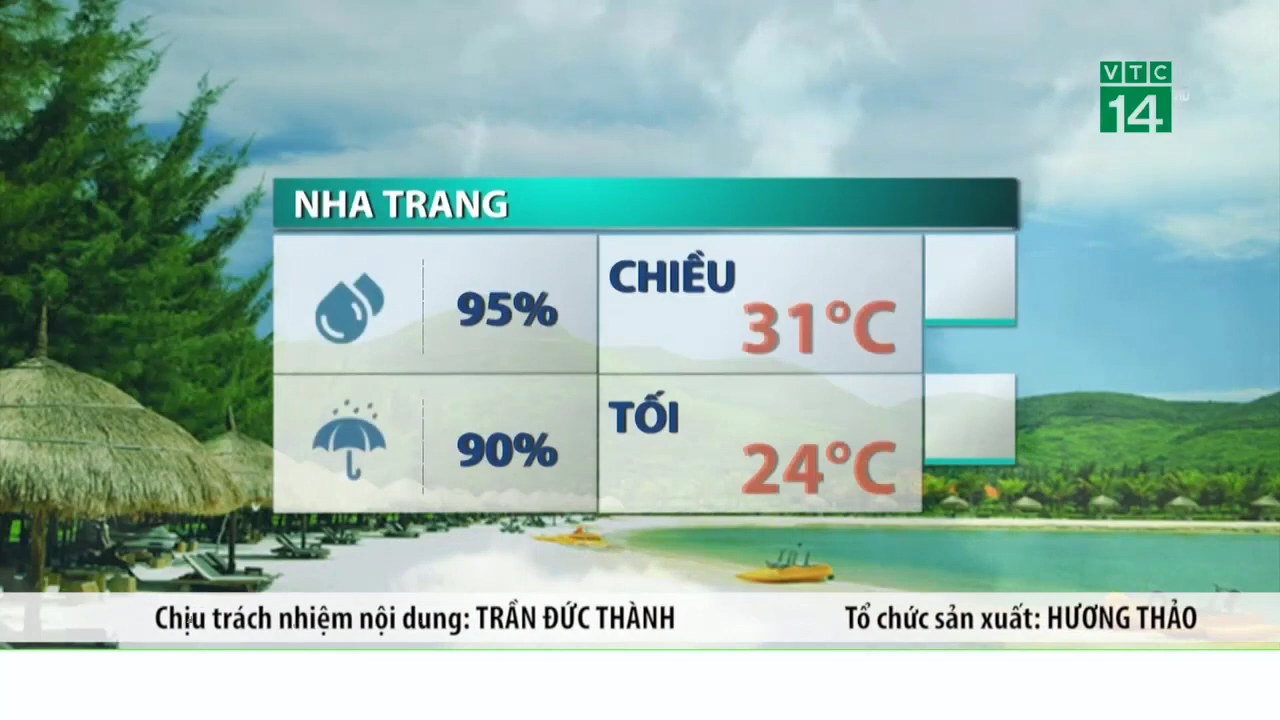 VTC
14
NHA TRANG
95%
CHIỀU
31°C
90%
TỐI
24°C
Chịu trách nhiệm nội dung: TRẦN ĐỨC THÀNH
Tổ chức sản xuất: HƯƠNG THẢO